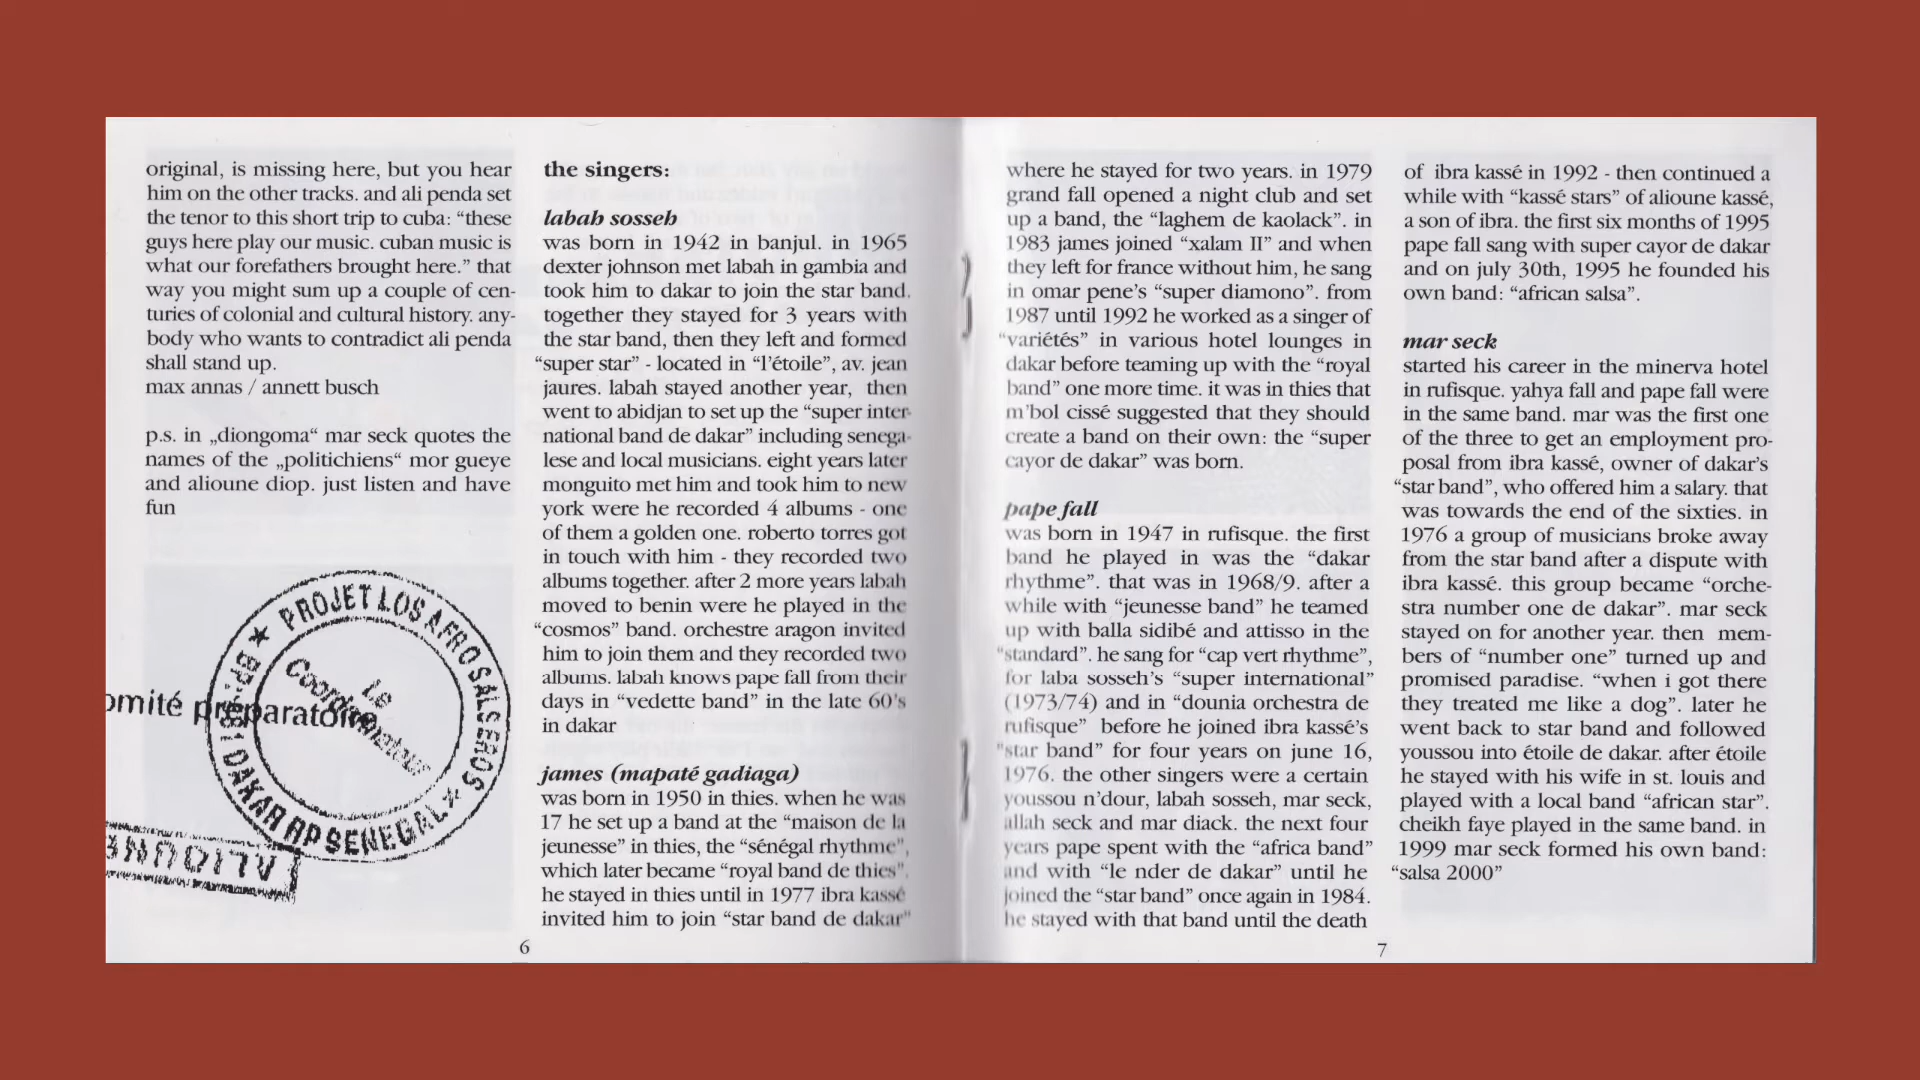 original, is missing here, but you hear
him on the other tracks. and ali penda set
the tenor to this short trip to cuba: “these
guys here play our music. cuban music is
what our forefathers brought here.” that
way you might sum up a couple of cen-
turies of colonial and cultural history. any-
body who wants to contradict ali penda
shall stand up.
max annas / annett busch
p.s. in „diongoma“ mar seck quotes the
names of the „politichiens“ mor gueye
and alioune diop. just listen and have
fun
PROJET LOS AFRO SALSEROS
DAKAR RP SENEGAL
Le
Coordinateur
omité préparatoire
6
the singers:
labah sosseh
was born in 1942 in banjul. in 1965
dexter johnson met labah in gambia and
took him to dakar to join the star band.
together they stayed for 3 years with
the star band, then they left and formed
“super star” - located in “l’étoile”, av. jean
jaures. labah stayed another year, then
went to abidjan to set up the “super inter-
national band de dakar” including senega-
lese and local musicians. eight years later
monguito met him and took him to new
york were he recorded 4 albums - one
of them a golden one. roberto torres got
in touch with him - they recorded two
albums together. after 2 more years labah
moved to benin were he played in the
“cosmos” band. orchestre aragon invited
him to join them and they recorded two
albums. labah knows pape fall from their
days in “vedette band” in the late 60’s
in dakar
james (mapaté gadiaga)
was born in 1950 in thies. when he was
17 he set up a band at the “maison de la
jeunesse” in thies, the “sénégal rhythme”,
which later became “royal band de thies”.
he stayed in thies until in 1977 ibra kassé
invited him to join “star band de dakar”
where he stayed for two years. in 1979
grand fall opened a night club and set
up a band, the “laghem de kaolack”. in
1983 james joined “xalam II” and when
they left for france without him, he sang
in omar pene’s “super diamono”. from
1987 until 1992 he worked as a singer of
“variétés” in various hotel lounges in
dakar before teaming up with the “royal
band” one more time. it was in thies that
m’bol cissé suggested that they should
create a band on their own: the “super
cayor de dakar” was born.
pape fall
was born in 1947 in rufisque. the first
band he played in was the “dakar
rhythme”. that was in 1968/9. after a
while with “jeunesse band” he teamed
up with balla sidibé and attisso in the
“standard”. he sang for “cap vert rhythme”,
for laba sosseh’s “super international”
(1973/74) and in “dounia orchestra de
rufisque” before he joined ibra kassé’s
“star band” for four years on june 16,
1976. the other singers were a certain
youssou n’dour, labah sosseh, mar seck,
allah seck and mar diack. the next four
years pape spent with the “africa band”
and with “le nder de dakar” until he
joined the “star band” once again in 1984.
he stayed with that band until the death
of ibra kassé in 1992 - then continued a
while with “kassé stars” of alioune kassé,
a son of ibra. the first six months of 1995
pape fall sang with super cayor de dakar
and on july 30th, 1995 he founded his
own band: “african salsa”.
mar seck
started his career in the minerva hotel
in rufisque. yahya fall and pape fall were
in the same band. mar was the first one
of the three to get an employment pro-
posal from ibra kassé, owner of dakar’s
“star band”, who offered him a salary. that
was towards the end of the sixties. in
1976 a group of musicians broke away
from the star band after a dispute with
ibra kassé. this group became “orche-
stra number one de dakar”. mar seck
stayed on for another year. then mem-
bers of “number one” turned up and
promised paradise. “when i got there
they treated me like a dog”. later he
went back to star band and followed
youssou into étoile de dakar. after étoile
he stayed with his wife in st. louis and
played with a local band “african star”.
cheikh faye played in the same band. in
1999 mar seck formed his own band:
“salsa 2000”
7